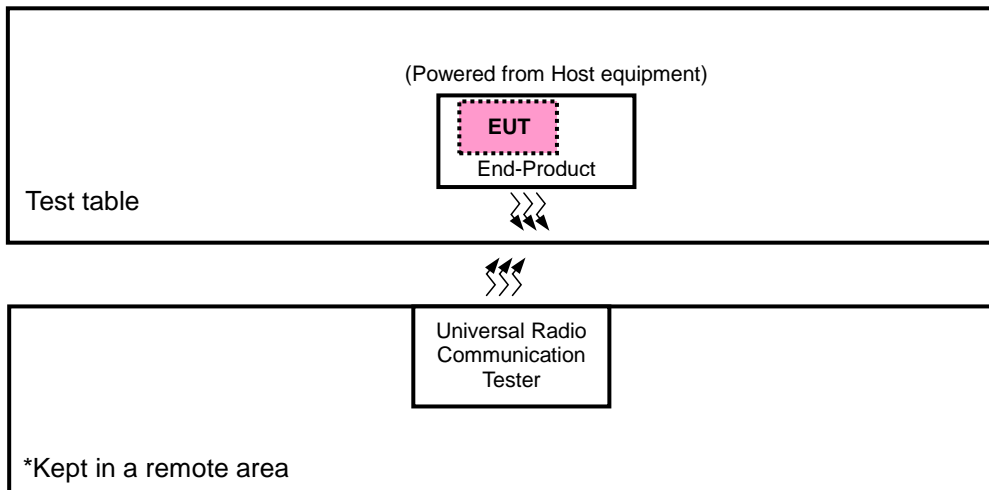 (Powered from Host equipment)
EUT
End-Product
Test table
Universal Radio
Communication
Tester
*Kept in a remote area